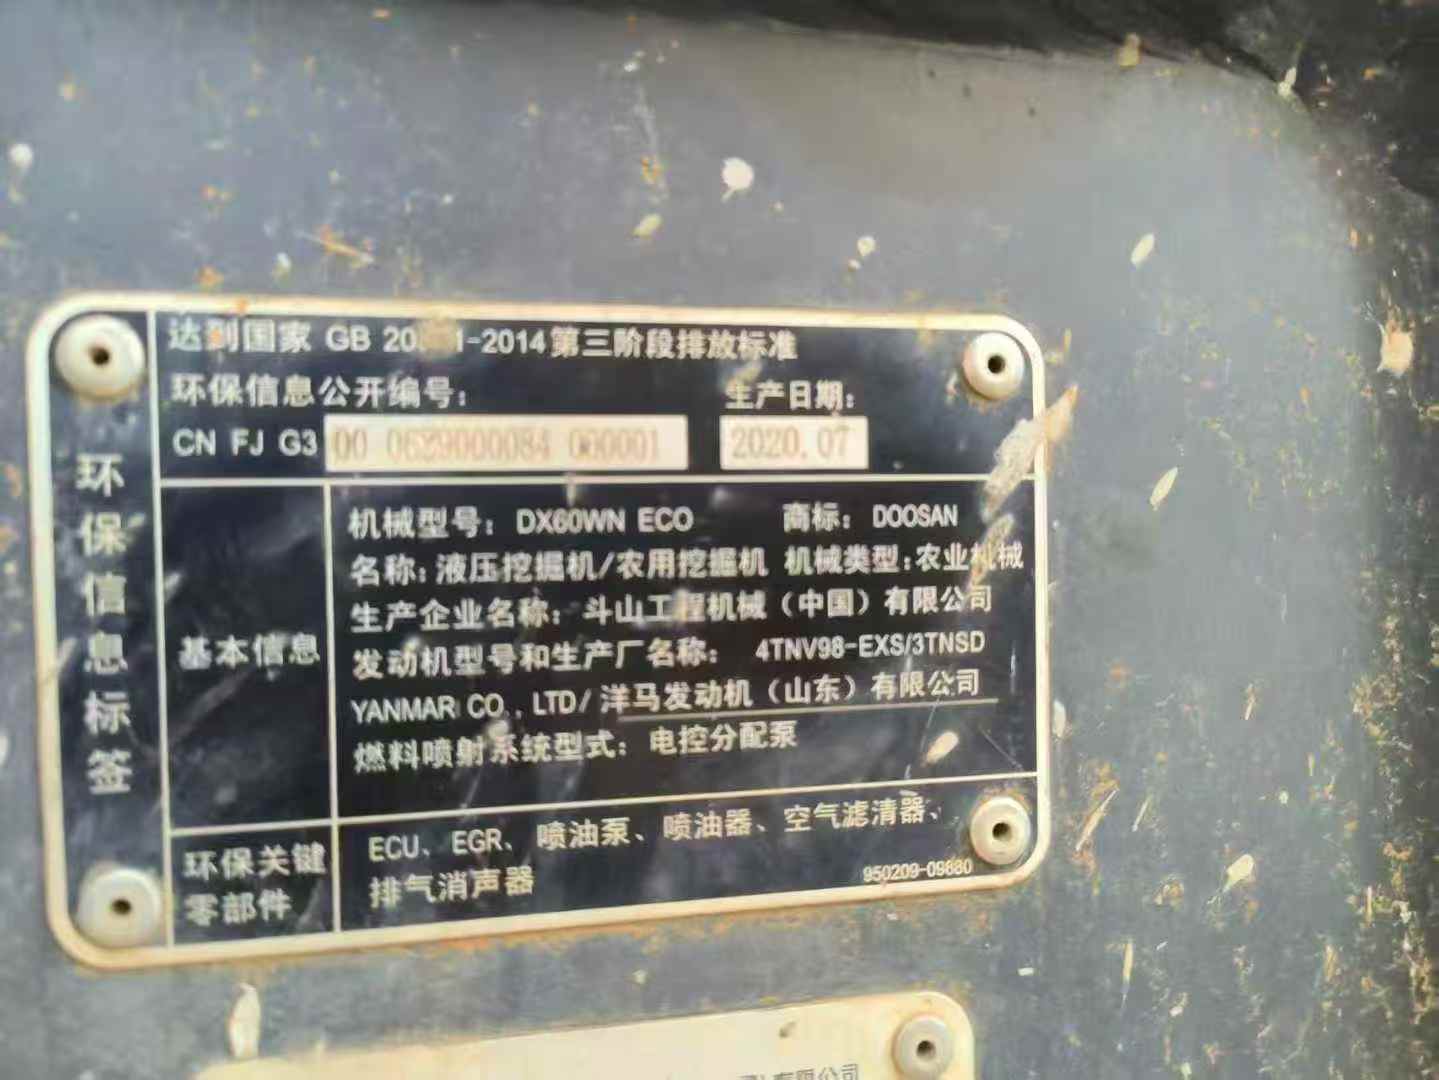 达到国家 GB 20 1-2014第三阶段排放标准
环保信息公开编号:
生产日期:
CN FJ G3 00 0629000084 000001
2020.07
环保信息标签
基本信息
机械型号: DX60WN ECO 商标: DOOSAN
名称: 液压挖掘机/农用挖掘机 机械类型: 农业机械
生产企业名称: 斗山工程机械(中国)有限公司
发动机型号和生产厂名称: 4TNV98-EXS/3TNSD
YANMAR CO., LTD/洋马发动机(山东)有限公司
燃料喷射系统型式: 电控分配泵
环保关键
零部件
ECU、EGR、喷油泵、喷油器、空气滤清器、
排气消声器
950209-09880
有限公司